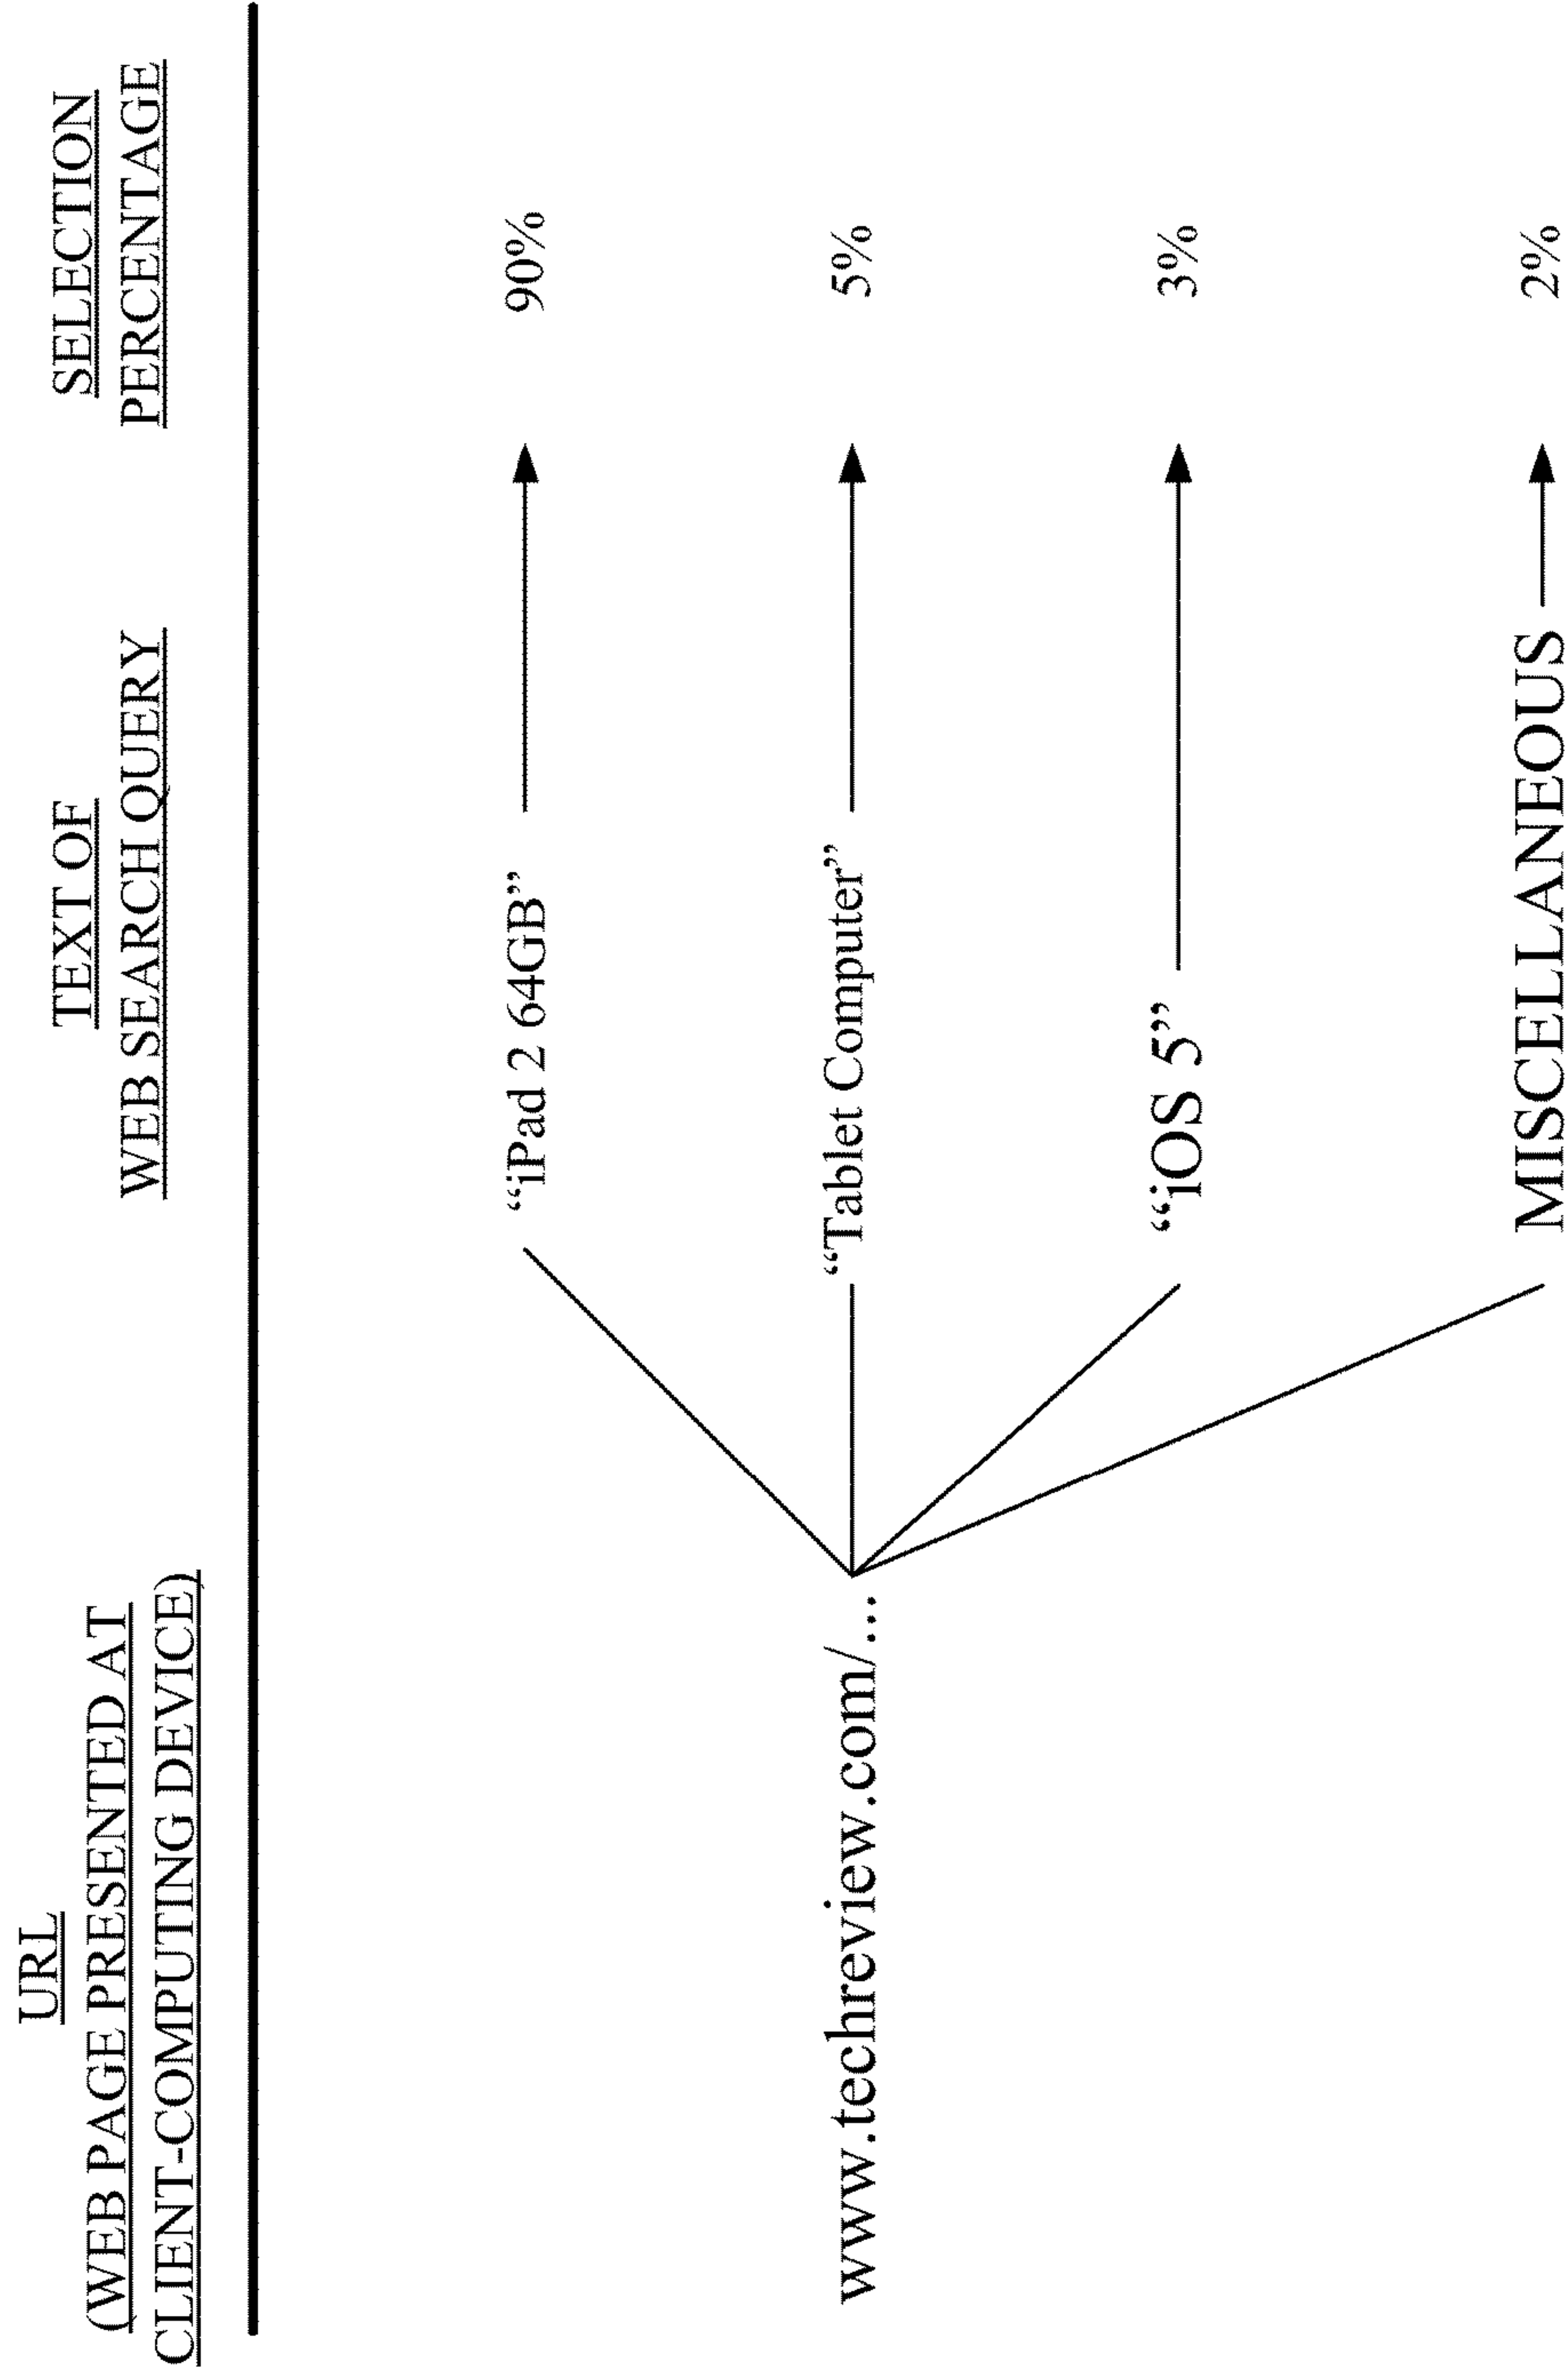 URL
(WEB PAGE PRESENTED AT
CLIENT-COMPUTING DEVICE)
TEXT OF
WEB SEARCH QUERY
SELECTION
PERCENTAGE
www.techreview.com/...
“iPad 2 64GB”
90%
“Tablet Computer”
5%
“iOS 5”
3%
MISCELLANEOUS
2%